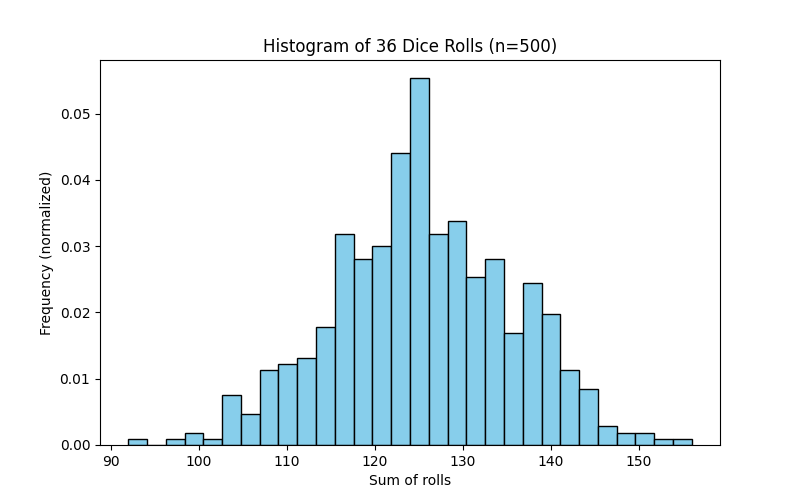 Histogram of 36 Dice Rolls (n=500)
Frequency (normalized)
0.05
0.04
0.03
0.02
0.01
0.00
90 100 110 120 130 140 150
Sum of rolls